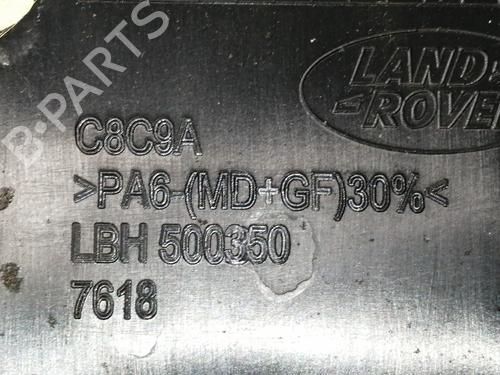 B-PARTS
LAND-
-ROVER
C8C9A
>PA6-(MD+GF)30%<
LBH 500350
7618